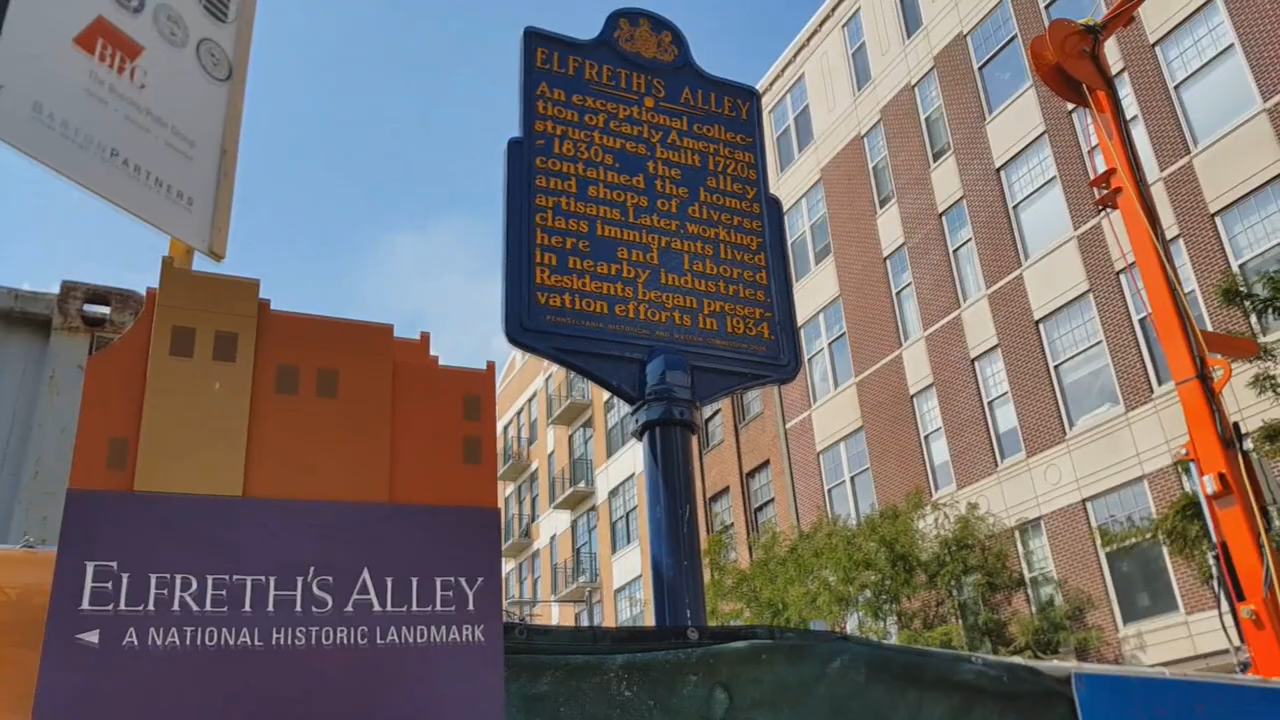 BPG
The Buccini/Pollin Group
BARTONPARTNERS
ELFRETH'S ALLEY
An exceptional collec-
tion of early American
structures, built 1720s
- 1830s, the alley
contained the homes
and shops of diverse
artisans. Later, working-
class immigrants lived
here and labored
in nearby industries.
Residents began preser-
vation efforts in 1934.
PENNSYLVANIA HISTORICAL AND MUSEUM COMMISSION
ELFRETH'S ALLEY
A NATIONAL HISTORIC LANDMARK